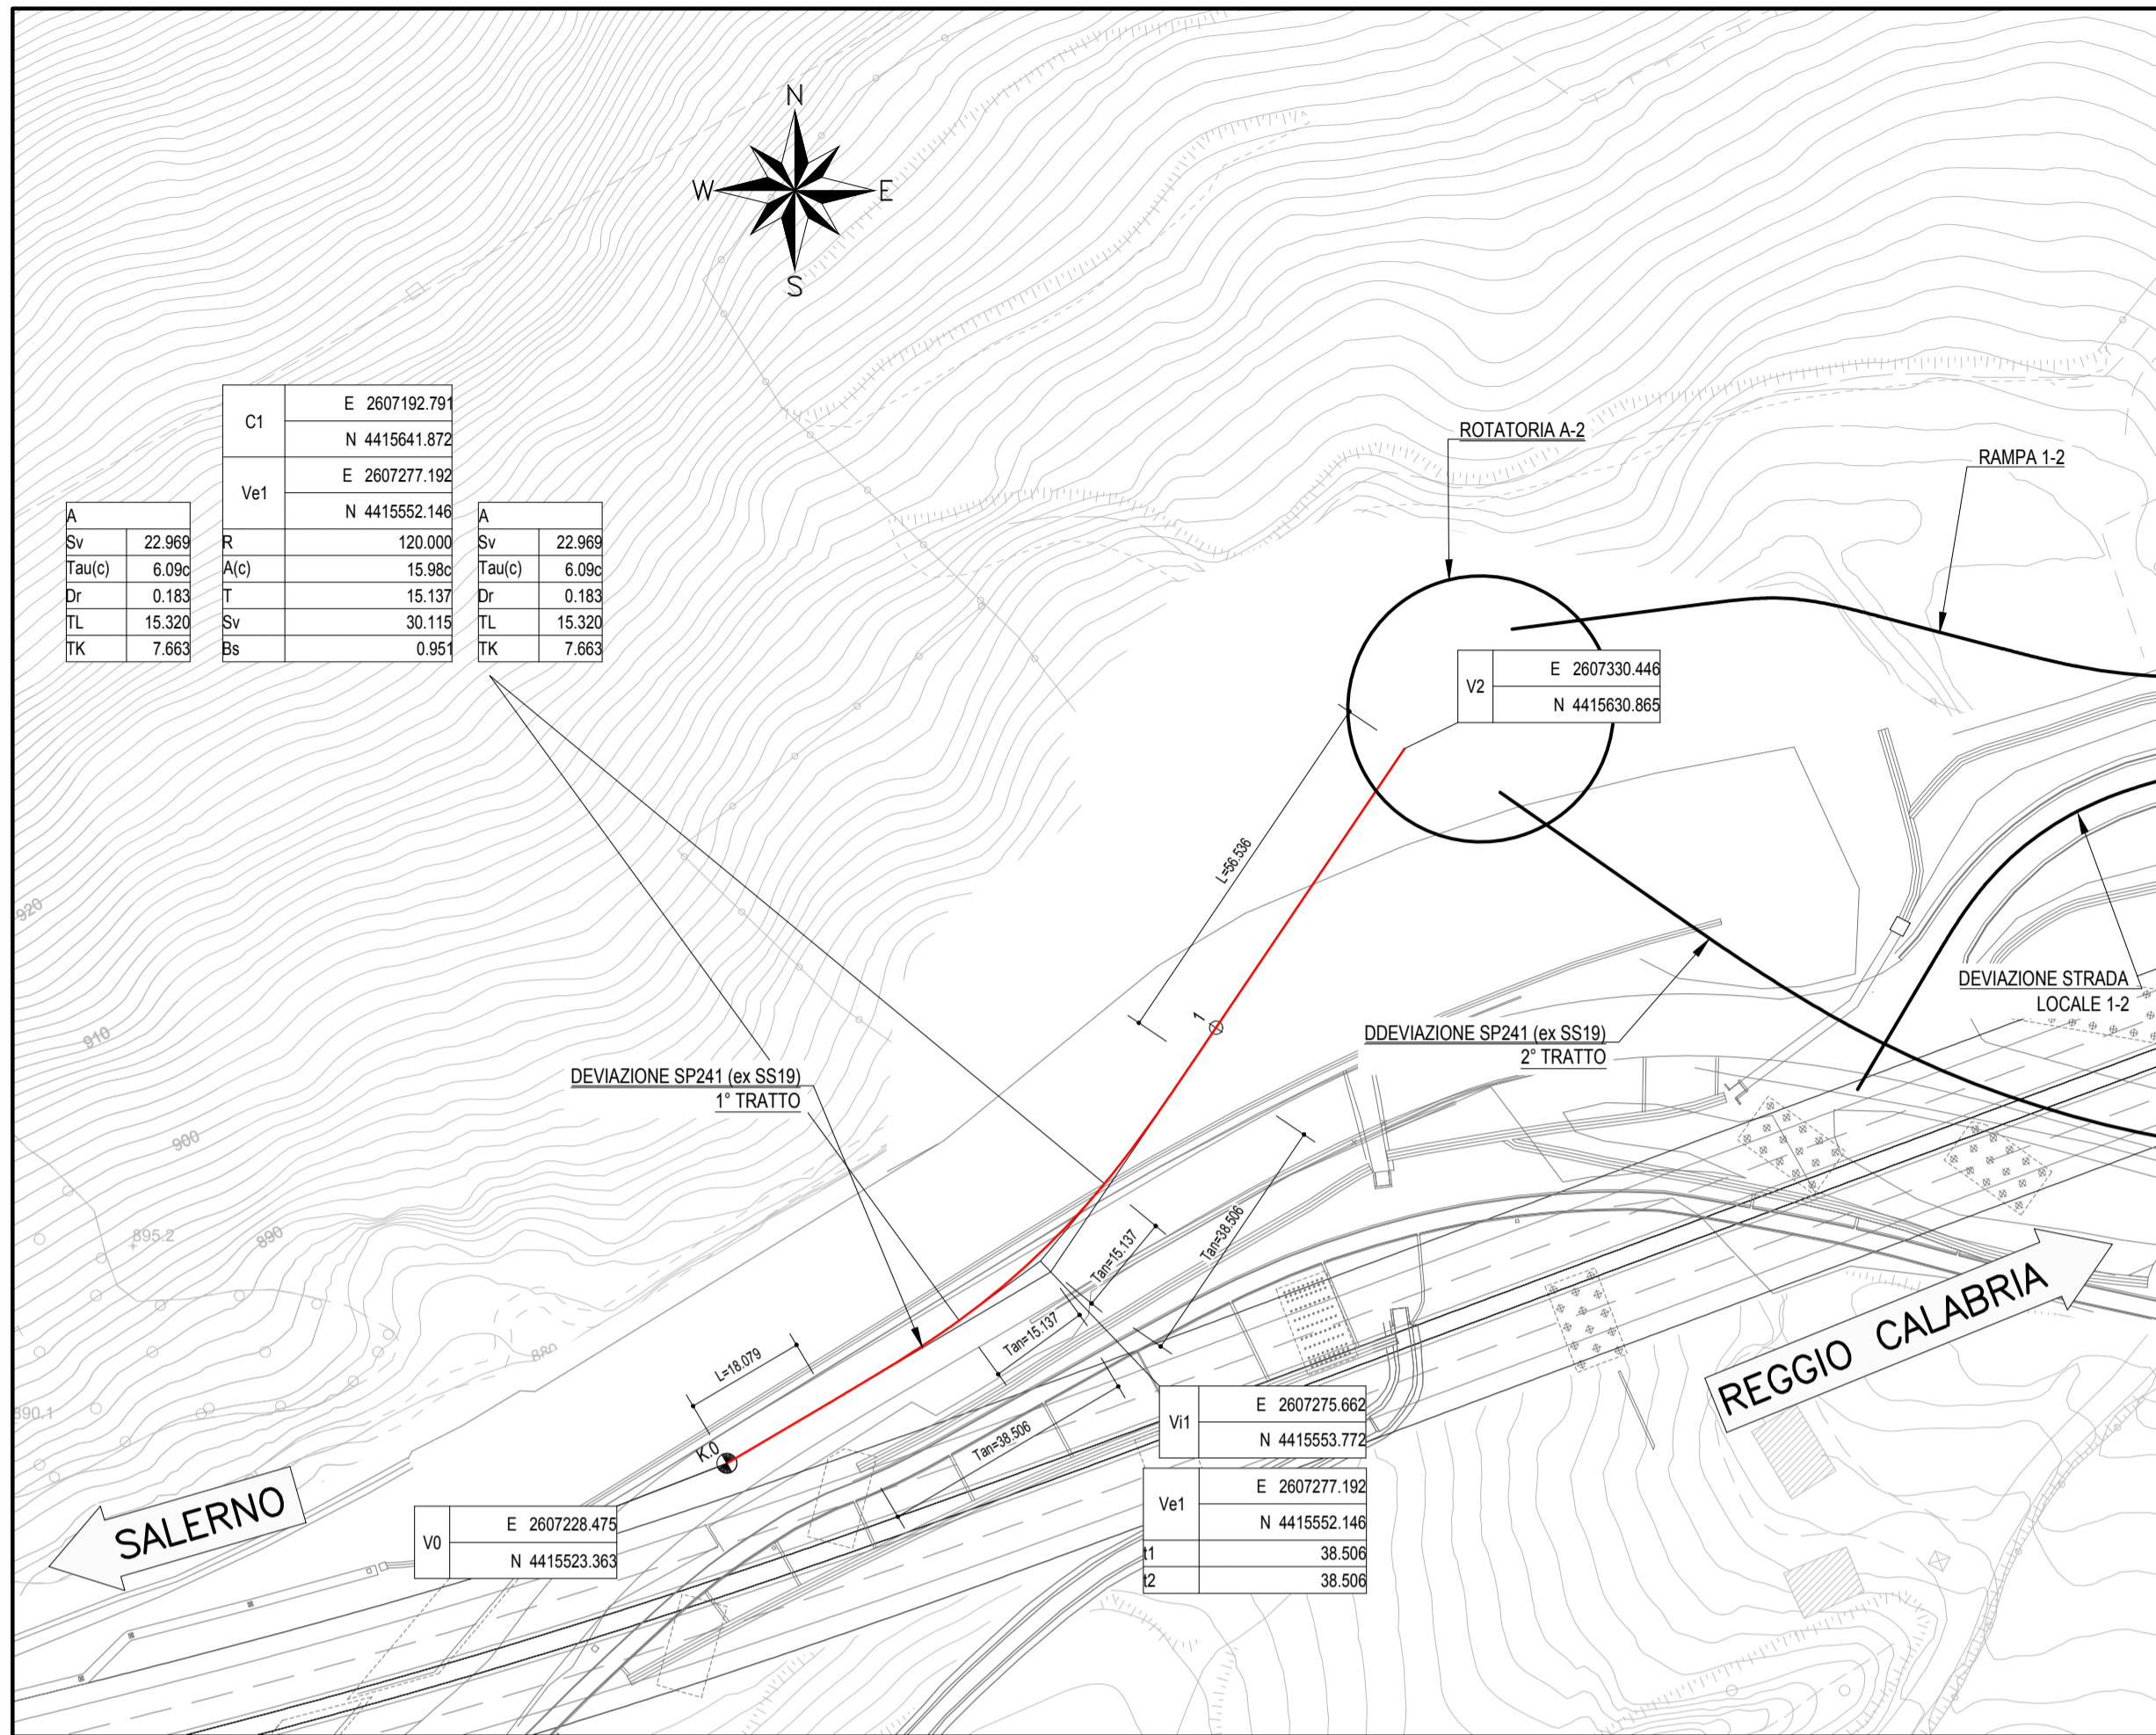 N
W E
S
C1
E 2607192.791
N 4415641.872
Ve1
E 2607277.192
N 4415552.146
R 120.000
A(c) 15.98c
T 15.137
Sv 30.115
Bs 0.951
A
Sv 22.969
Tau(c) 6.09c
Dr 0.183
TL 15.320
TK 7.663
A
Sv 22.969
Tau(c) 6.09c
Dr 0.183
TL 15.320
TK 7.663
ROTATORIA A-2
RAMPA 1-2
V2
E 2607330.446
N 4415630.865
L=56.536
920
910
900
890
880
895.2
890.1
1
DEVIAZIONE STRADA
LOCALE 1-2
DDEVIAZIONE SP241 (ex SS19)
2° TRATTO
DEVIAZIONE SP241 (ex SS19)
1° TRATTO
Tan=38.506
Tan=15.137
Tan=15.137
L=18.079
Tan=38.506
K.0
REGGIO CALABRIA
SALERNO
Vi1
E 2607275.662
N 4415553.772
Ve1
E 2607277.192
N 4415552.146
t1 38.506
t2 38.506
V0
E 2607228.475
N 4415523.363